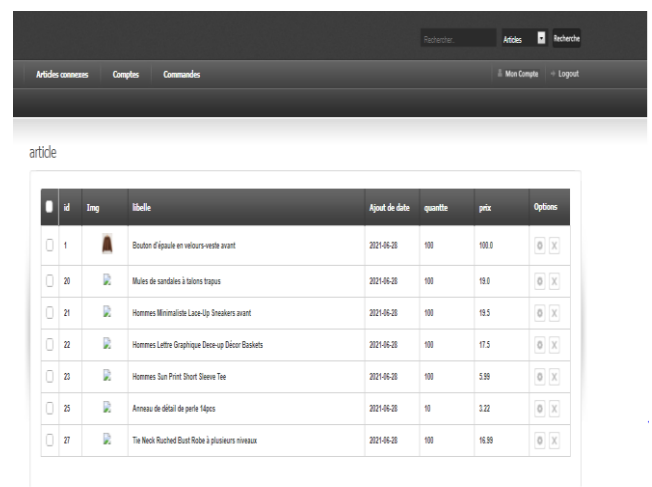 Recherche: Articles Recherche
Articles connexes Comptes Commandes Mon Compte Logout
article
id Img libelle Ajout de date quantte prix Options
1 Bouton d'épaule en velours-veste avant 2021-06-28 100 100.0 X
20 Mules de sandales à talons trapus 2021-06-28 100 19.0 X
21 Hommes Minimaliste Lace-Up Sneakers avant 2021-06-28 100 19.5 X
22 Hommes Lettre Graphique Dece-up Décor Baskets 2021-06-28 100 17.5 X
23 Hommes Sun Print Short Sleeve Tee 2021-06-28 100 5.99 X
25 Anneau de détail de perle 14pcs 2021-06-28 10 3.22 X
27 Tie Neck Ruched Bust Robe à plusieurs niveaux 2021-06-28 100 16.99 X